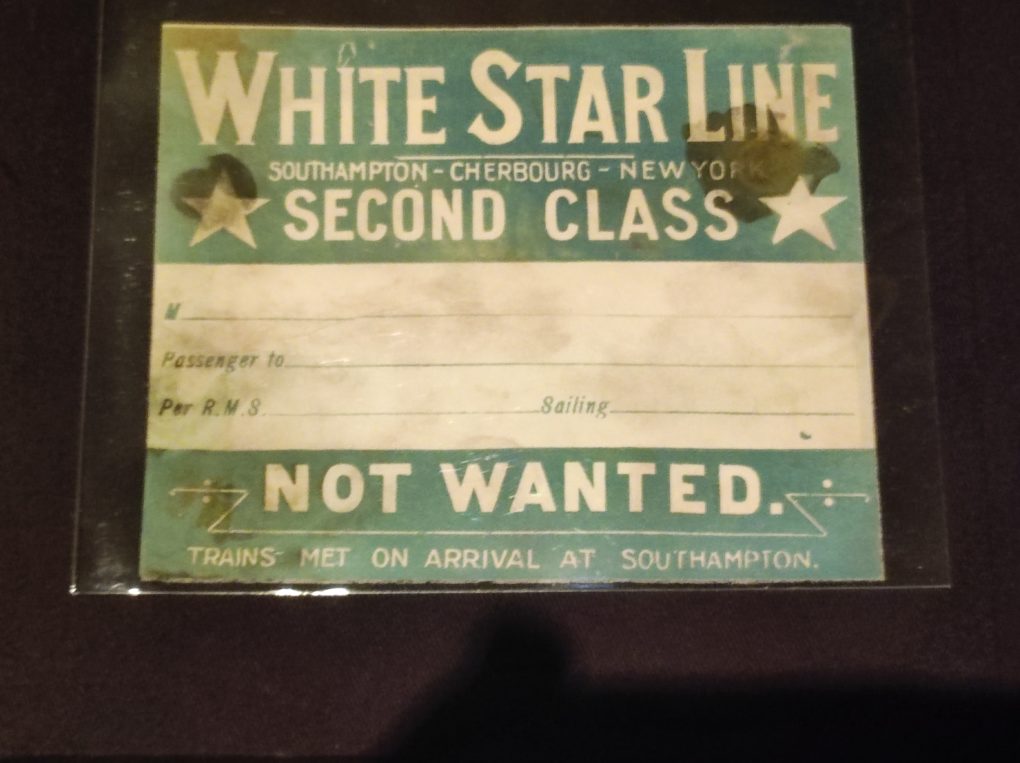 WHITE STAR LINE
SOUTHAMPTON - CHERBOURG - NEW YORK
SECOND CLASS
M
Passenger to
Per R.M.S. Sailing
NOT WANTED.
TRAINS MET ON ARRIVAL AT SOUTHAMPTON.